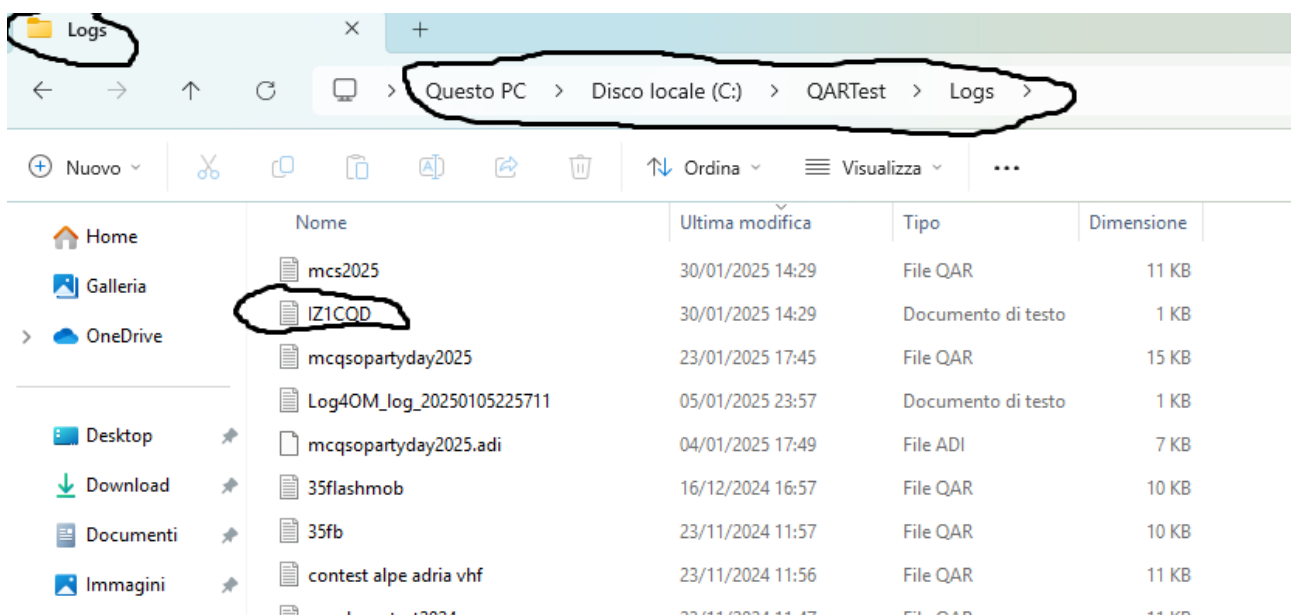 Logs
Questo PC > Disco locale (C:) > QARTest > Logs >
Nuovo Ordina Visualizza
Nome Ultima modifica Tipo Dimensione
Home
Galleria
OneDrive
Desktop
Download
Documenti
Immagini
mcs2025 30/01/2025 14:29 File QAR 11 KB
IZ1CQD 30/01/2025 14:29 Documento di testo 1 KB
mcqsopartyday2025 23/01/2025 17:45 File QAR 15 KB
Log4OM_log_20250105225711 05/01/2025 23:57 Documento di testo 1 KB
mcqsopartyday2025.adi 04/01/2025 17:49 File ADI 7 KB
35flashmob 16/12/2024 16:57 File QAR 10 KB
35fb 23/11/2024 11:57 File QAR 10 KB
contest alpe adria vhf 23/11/2024 11:56 File QAR 11 KB